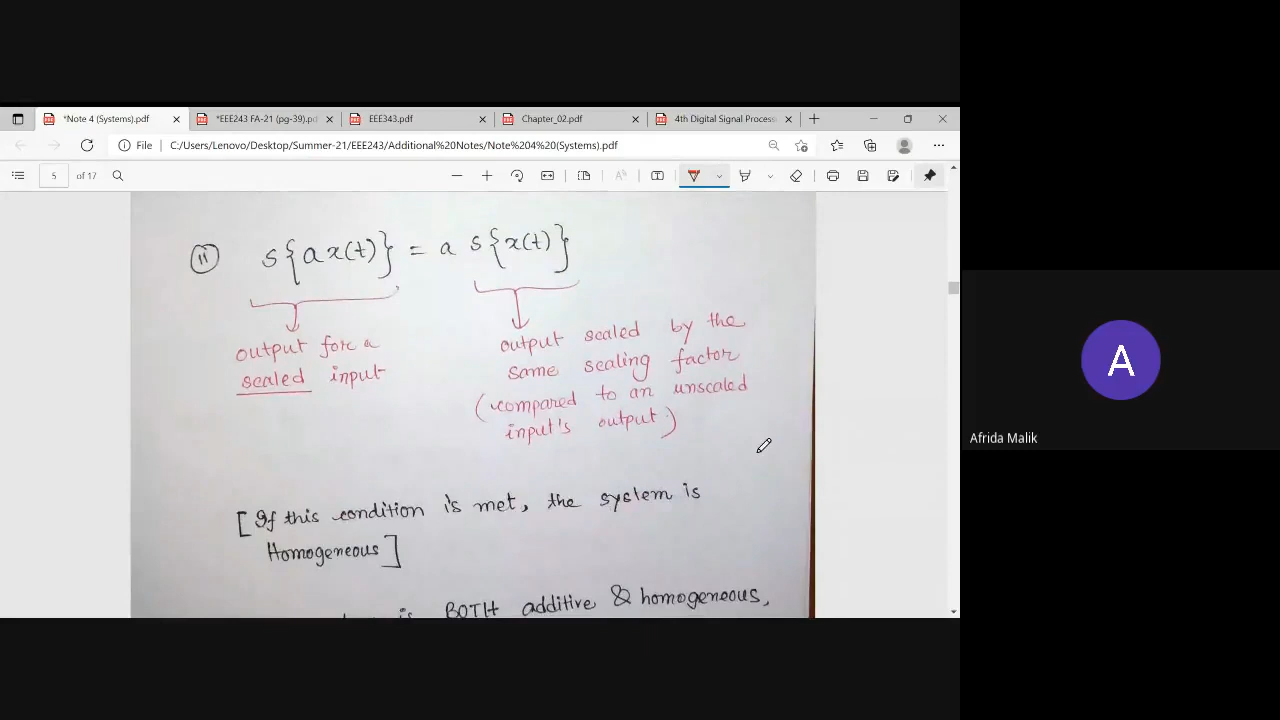 *Note 4 (Systems).pdf
*EEE243 FA-21 (pg-39).p
EEE343.pdf
Chapter_02.pdf
4th Digital Signal Process
File
C:/Users/Lenovo/Desktop/Summer-21/EEE243/Additional%20Notes/Note%204%20(Systems).pdf
5 of 17
(ii) S{ax(t)} = a S{x(t)}
output for a
scaled input
output scaled by the
same scaling factor
(compared to an unscaled
input's output)
[If this condition is met, the system is
Homogeneous]
is BOTH additive & homogeneous,
A
Afrida Malik